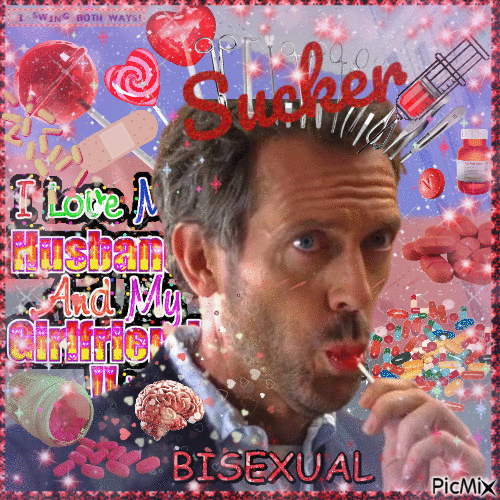 I SWING BOTH WAYS!
Sucker
I Love M
Husban
And My
Girlfrien
!!
BISEXUAL
PicMix